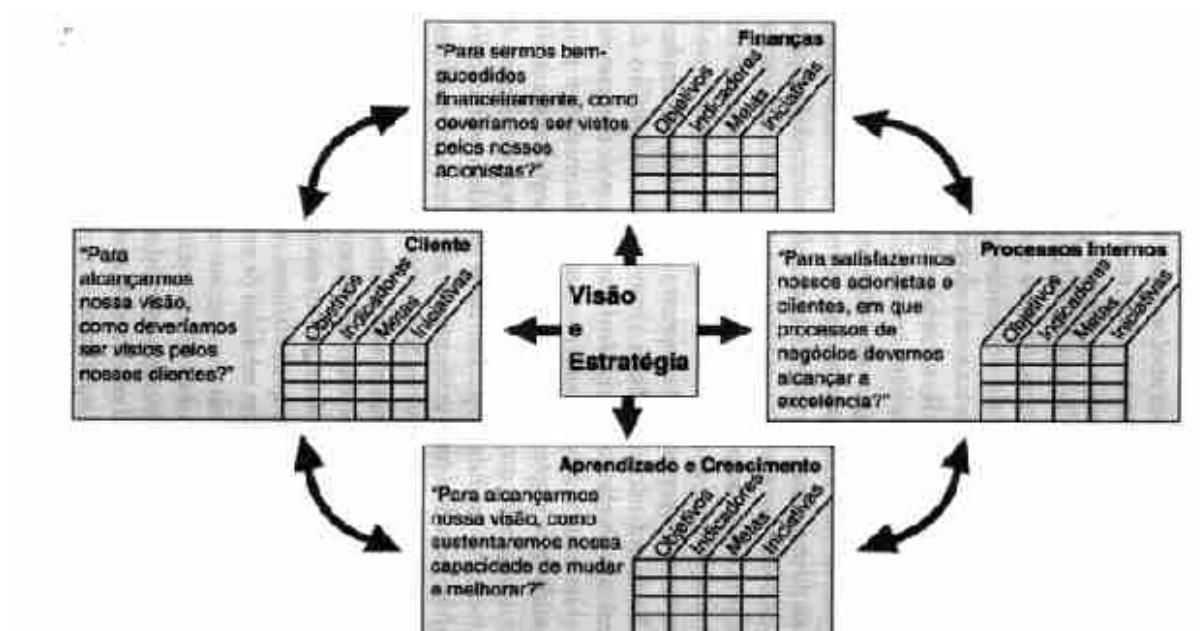 Finanças
"Para sermos bem-
sucedidos
financeiramente, como
deveríamos ser vistos
pelos nossos
acionistas?"
Objetivos
Indicadores
Metas
Iniciativas
Cliente
"Para
alcançarmos
nossa visão,
como deveríamos
ser vistos pelos
nossos clientes?"
Objetivos
Indicadores
Metas
Iniciativas
Visão
e
Estratégia
Processos Internos
"Para satisfazermos
nossos acionistas e
clientes, em que
processos de
negócios devemos
alcançar a
excelência?"
Objetivos
Indicadores
Metas
Iniciativas
Aprendizado e Crescimento
"Para alcançarmos
nossa visão, como
sustentaremos nossa
capacidade de mudar
e melhorar?"
Objetivos
Indicadores
Metas
Iniciativas